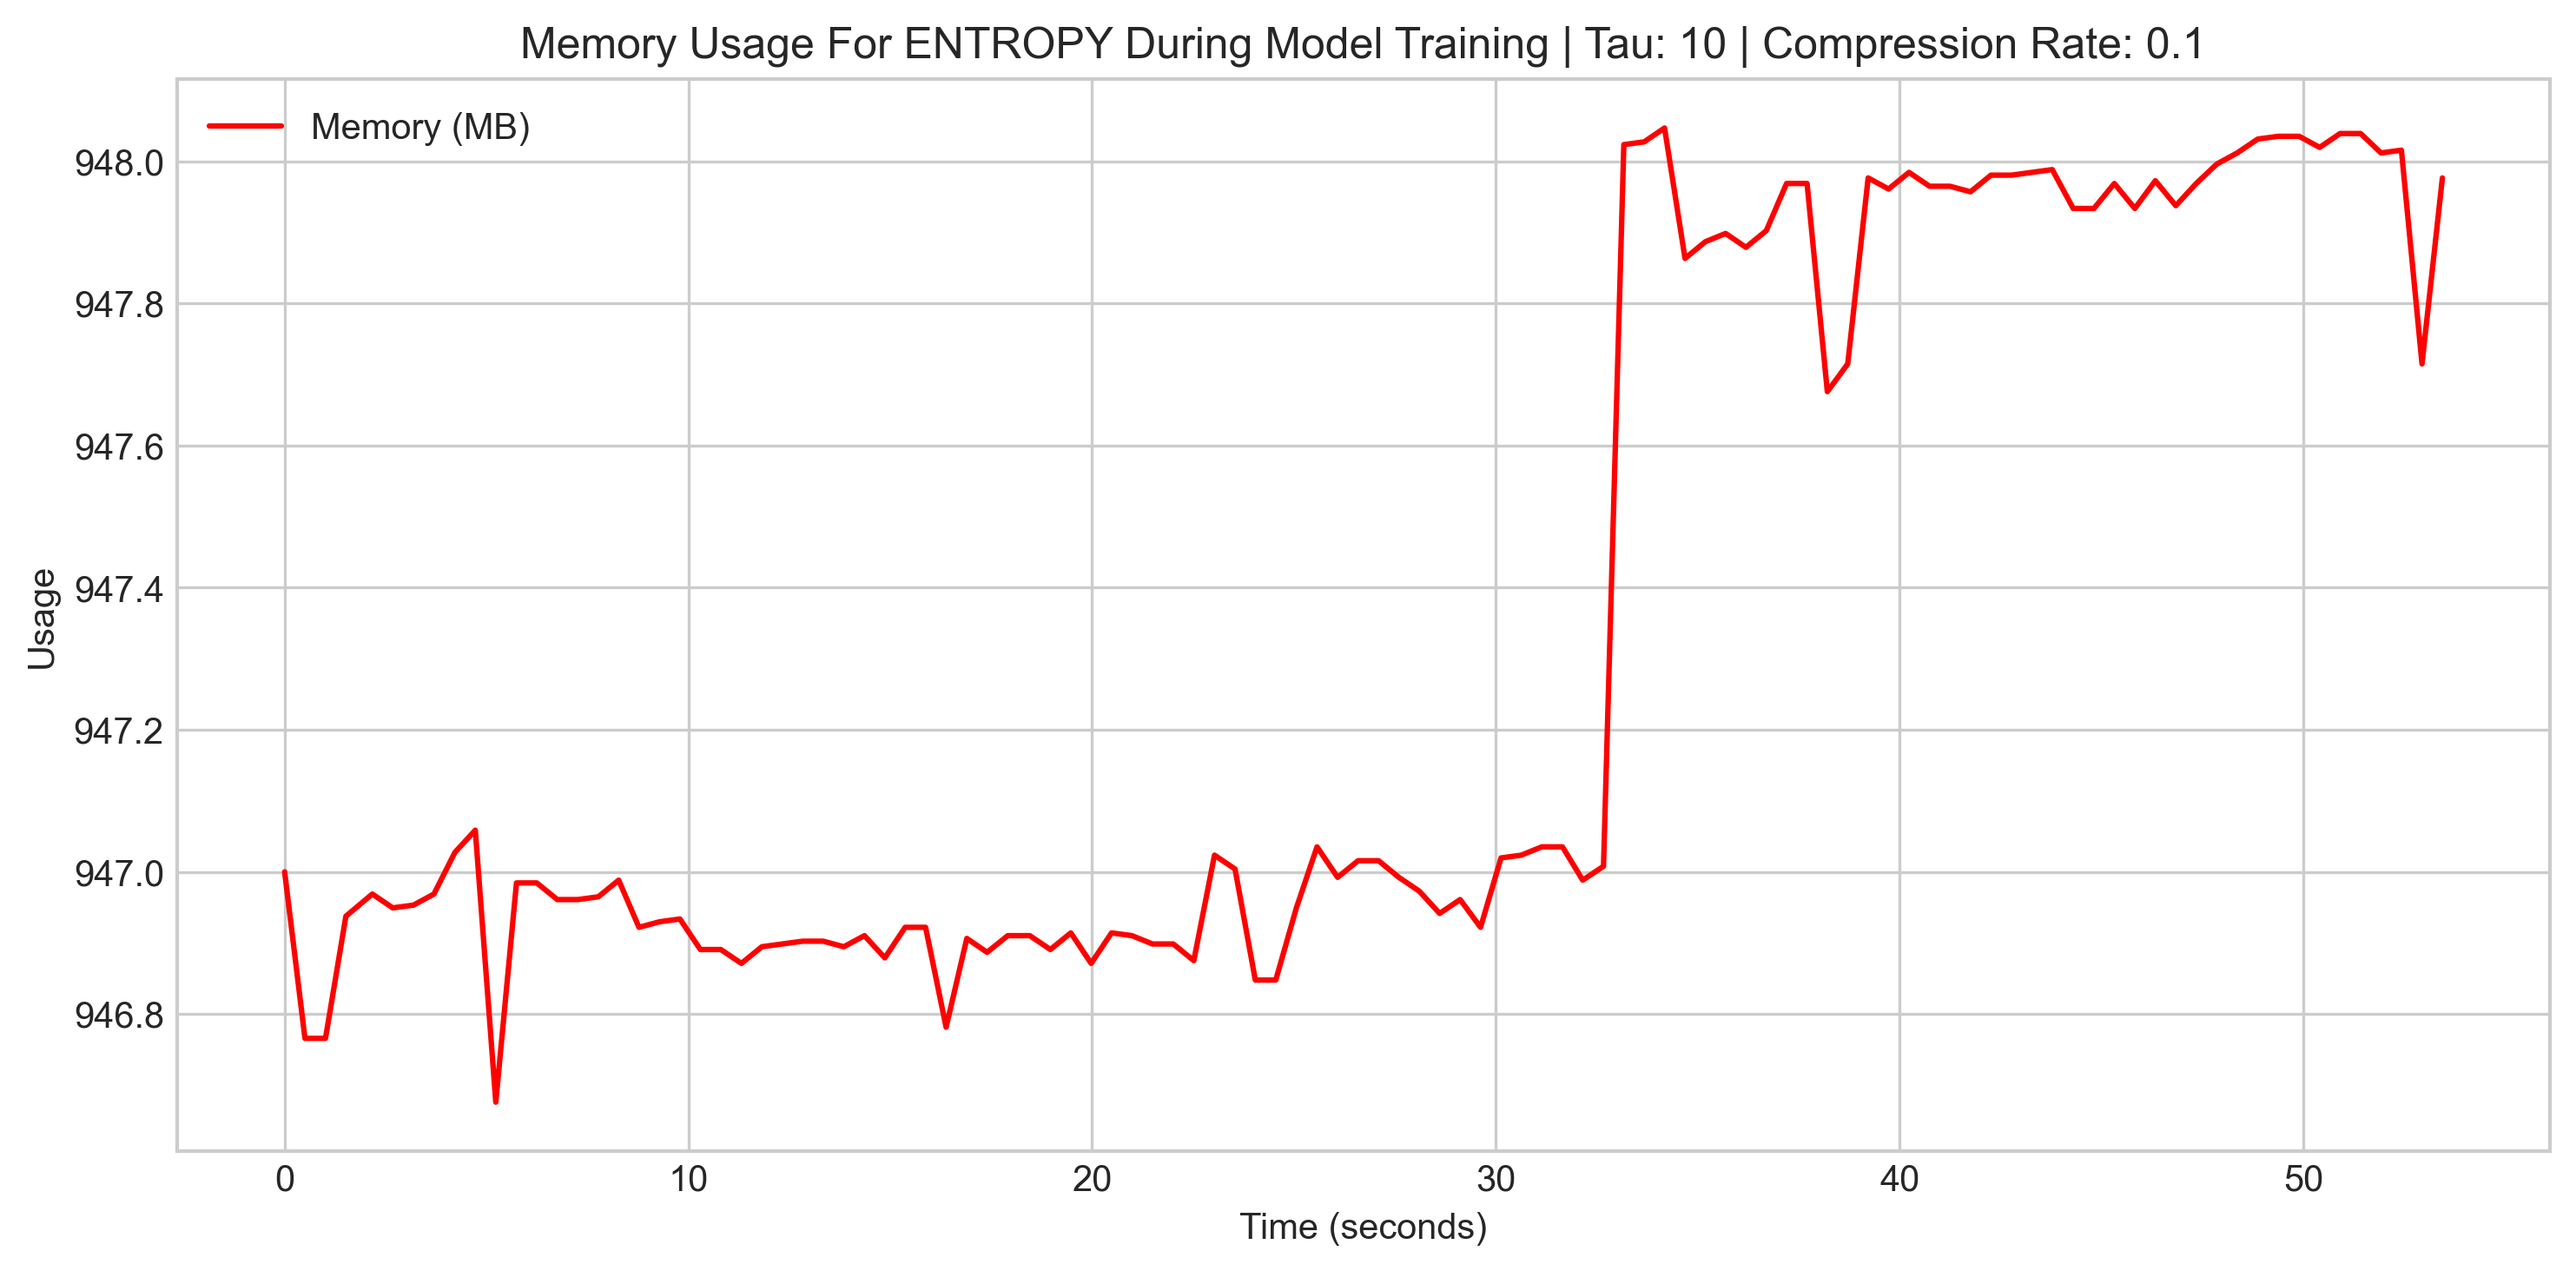 Memory Usage For ENTROPY During Model Training | Tau: 10 | Compression Rate: 0.1
Memory (MB)
948.0
947.8
947.6
947.4
947.2
947.0
946.8
Usage
0 10 20 30 40 50
Time (seconds)